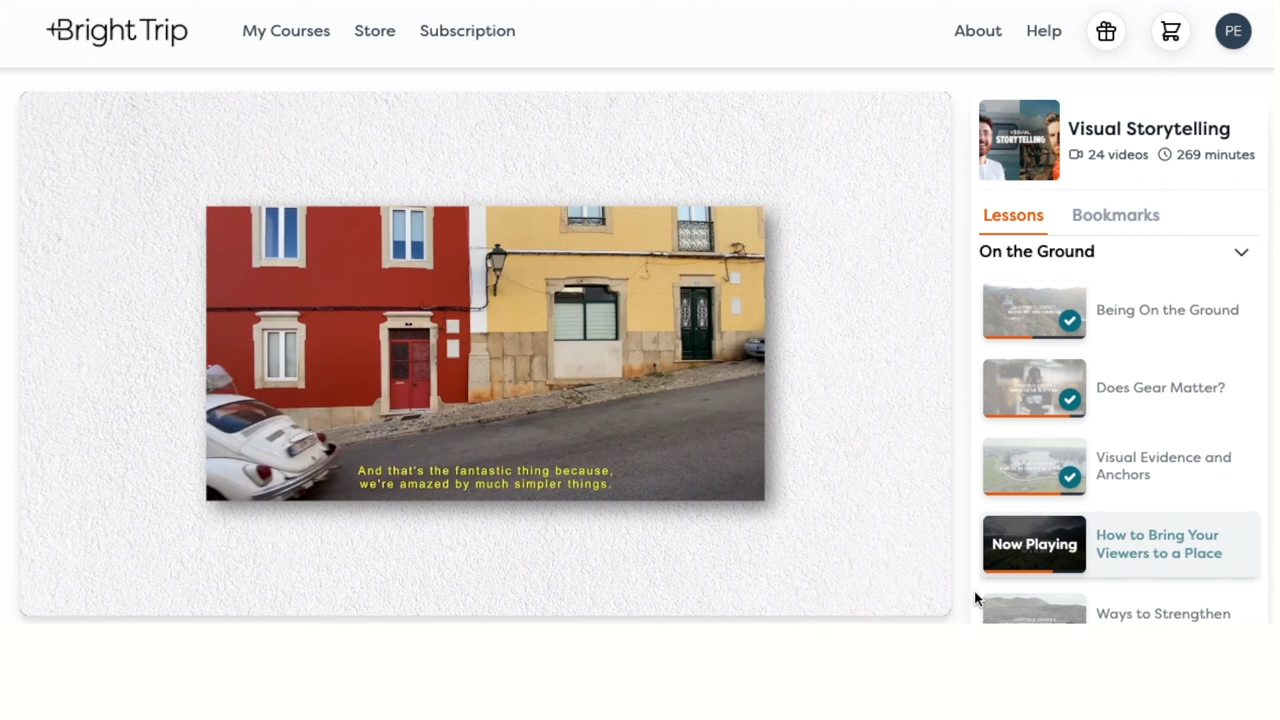 Bright Trip
My Courses
Store
Subscription
About
Help
PE
VISUAL
STORYTELLING
Visual Storytelling
24 videos
269 minutes
Lessons
Bookmarks
On the Ground
Being On the Ground
Does Gear Matter?
Visual Evidence and
Anchors
Now Playing
How to Bring Your
Viewers to a Place
Ways to Strengthen
And that's the fantastic thing because,
we're amazed by much simpler things.